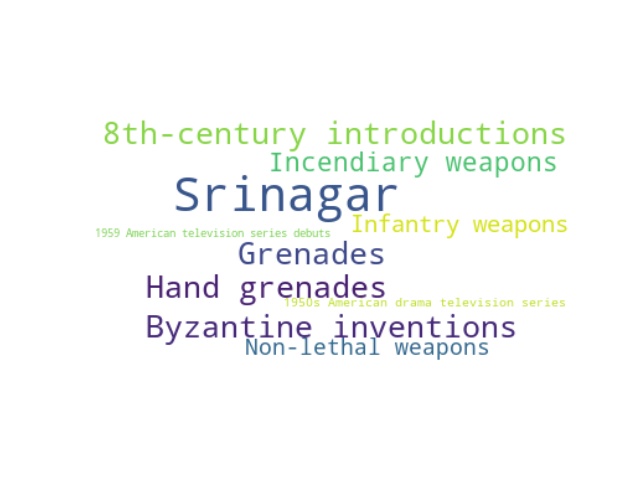 8th-century introductions
Incendiary weapons
Srinagar
Infantry weapons
1959 American television series debuts
Grenades
Hand grenades
1950s American drama television series
Byzantine inventions
Non-lethal weapons